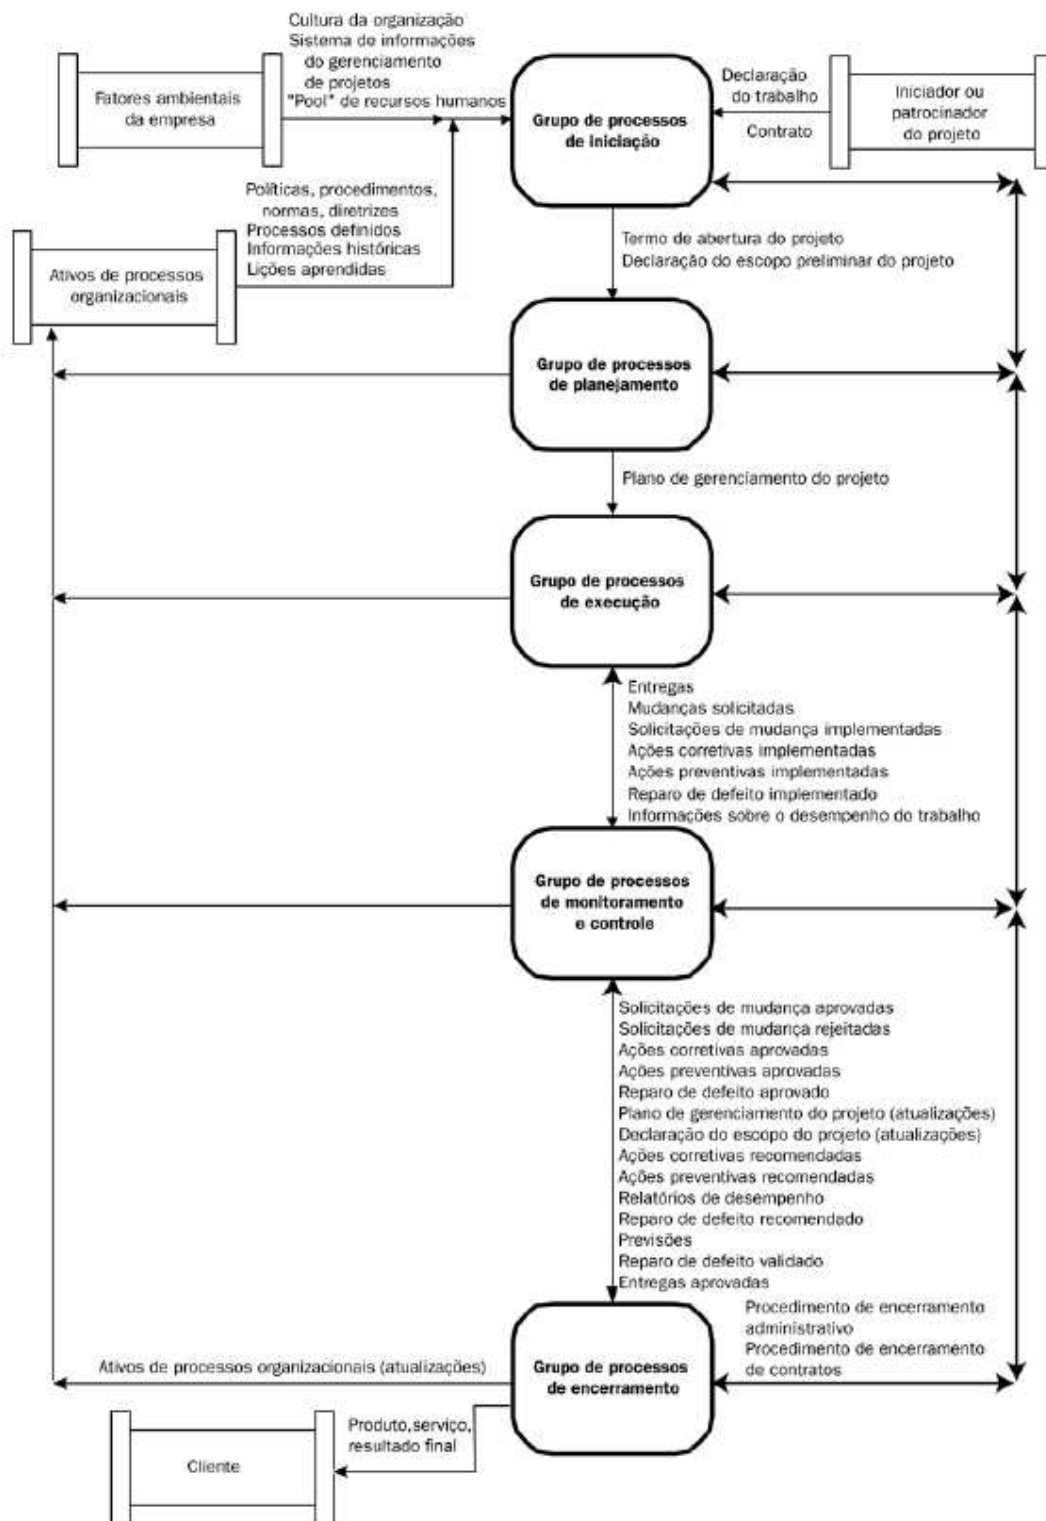 Cultura da organização
Sistema de informações
do gerenciamento
de projetos
"Pool" de recursos humanos
Fatores ambientais
da empresa
Grupo de processos
de iniciação
Declaração
do trabalho
Contrato
Iniciador ou
patrocinador
do projeto
Políticas, procedimentos,
normas, diretrizes
Processos definidos
Informações históricas
Lições aprendidas
Ativos de processos
organizacionais
Termo de abertura do projeto
Declaração do escopo preliminar do projeto
Grupo de processos
de planejamento
Plano de gerenciamento do projeto
Grupo de processos
de execução
Entregas
Mudanças solicitadas
Solicitações de mudança implementadas
Ações corretivas implementadas
Ações preventivas implementadas
Reparo de defeito implementado
Informações sobre o desempenho do trabalho
Grupo de processos
de monitoramento
e controle
Solicitações de mudança aprovadas
Solicitações de mudança rejeitadas
Ações corretivas aprovadas
Ações preventivas aprovadas
Reparo de defeito aprovado
Plano de gerenciamento do projeto (atualizações)
Declaração do escopo do projeto (atualizações)
Ações corretivas recomendadas
Ações preventivas recomendadas
Relatórios de desempenho
Reparo de defeito recomendado
Previsões
Reparo de defeito validado
Entregas aprovadas
Procedimento de encerramento
administrativo
Procedimento de encerramento
de contratos
Ativos de processos organizacionais (atualizações)
Grupo de processos
de encerramento
Produto, serviço,
resultado final
Cliente